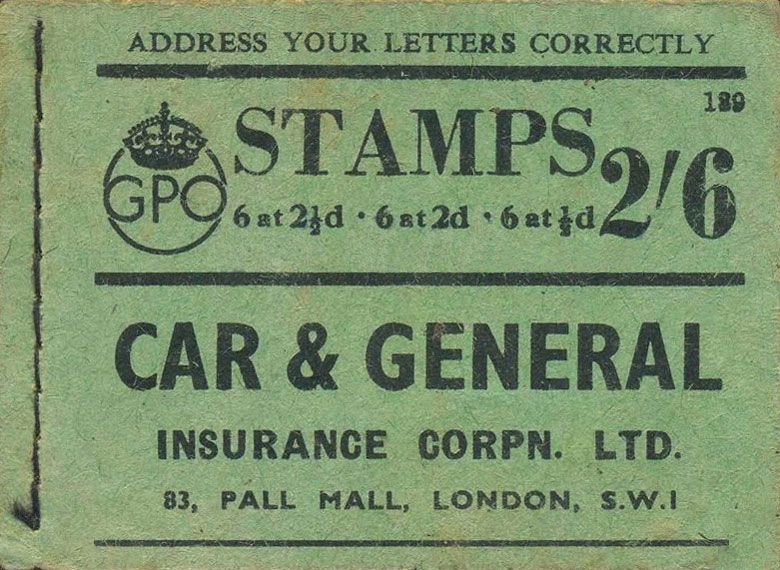 ADDRESS YOUR LETTERS CORRECTLY
189
STAMPS 2/6
GPO
6 at 2½d · 6 at 2d · 6 at ½d
CAR & GENERAL
INSURANCE CORPN. LTD.
83, PALL MALL, LONDON, S.W.1